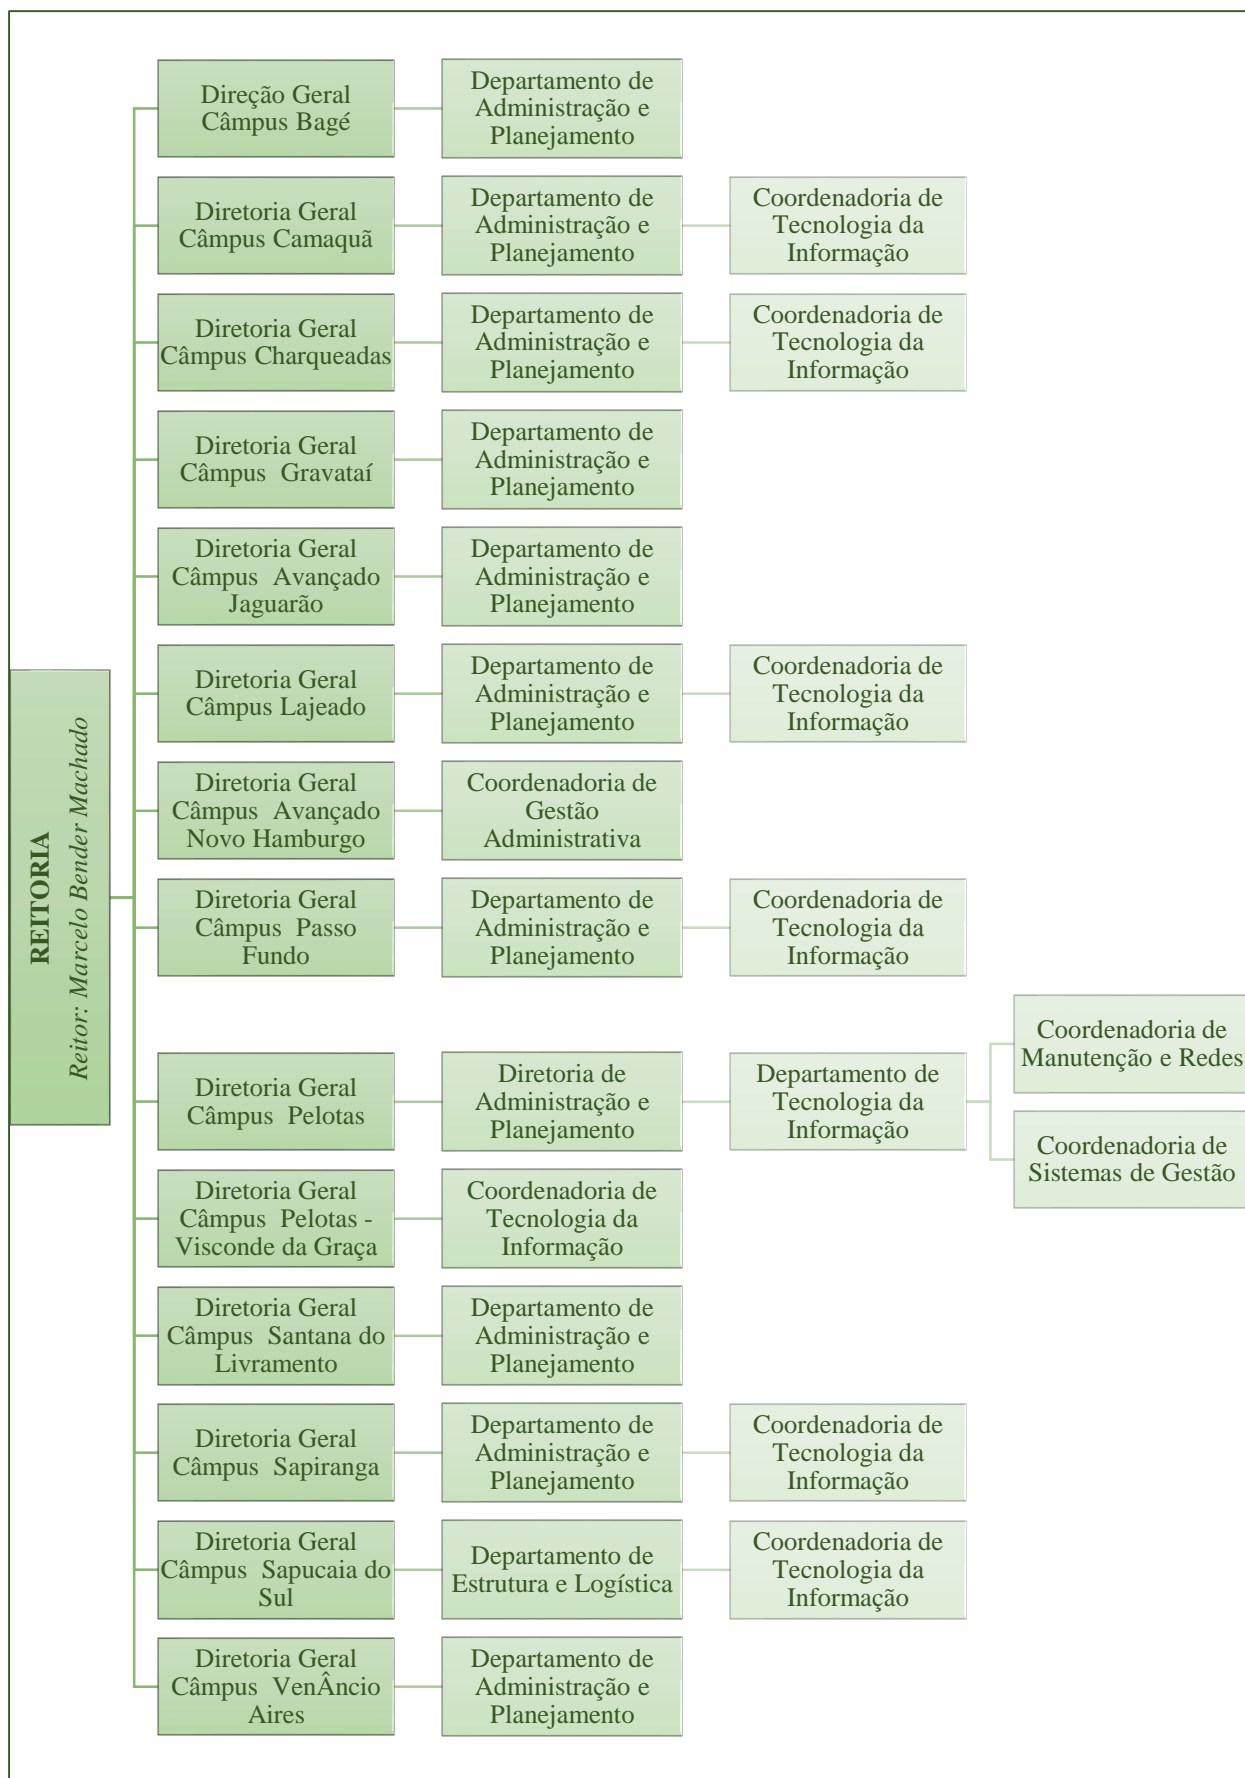 REITORIA
Reitor: Marcelo Bender Machado
Direção Geral
Câmpus Bagé
Departamento de
Administração e
Planejamento
Diretoria Geral
Câmpus Camaquã
Departamento de
Administração e
Planejamento
Coordenadoria de
Tecnologia da
Informação
Diretoria Geral
Câmpus Charqueadas
Departamento de
Administração e
Planejamento
Coordenadoria de
Tecnologia da
Informação
Diretoria Geral
Câmpus  Gravataí
Departamento de
Administração e
Planejamento
Diretoria Geral
Câmpus  Avançado
Jaguarão
Departamento de
Administração e
Planejamento
Diretoria Geral
Câmpus Lajeado
Departamento de
Administração e
Planejamento
Coordenadoria de
Tecnologia da
Informação
Diretoria Geral
Câmpus  Avançado
Novo Hamburgo
Coordenadoria de
Gestão
Administrativa
Diretoria Geral
Câmpus  Passo
Fundo
Departamento de
Administração e
Planejamento
Coordenadoria de
Tecnologia da
Informação
Diretoria Geral
Câmpus  Pelotas
Diretoria de
Administração e
Planejamento
Departamento de
Tecnologia da
Informação
Coordenadoria de
Manutenção e Redes
Coordenadoria de
Sistemas de Gestão
Diretoria Geral
Câmpus  Pelotas -
Visconde da Graça
Coordenadoria de
Tecnologia da
Informação
Diretoria Geral
Câmpus  Santana do
Livramento
Departamento de
Administração e
Planejamento
Diretoria Geral
Câmpus  Sapiranga
Departamento de
Administração e
Planejamento
Coordenadoria de
Tecnologia da
Informação
Diretoria Geral
Câmpus  Sapucaia do
Sul
Departamento de
Estrutura e Logística
Coordenadoria de
Tecnologia da
Informação
Diretoria Geral
Câmpus  VenÂncio
Aires
Departamento de
Administração e
Planejamento